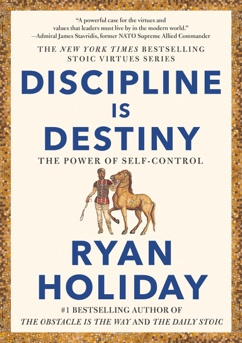 "A powerful case for the virtues and
values that leaders must live by in the modern world."
—Admiral James Stavridis, former NATO Supreme Allied Commander
THE NEW YORK TIMES BESTSELLING
STOIC VIRTUES SERIES
DISCIPLINE
IS
DESTINY
THE POWER OF SELF-CONTROL
RYAN
HOLIDAY
#1 BESTSELLING AUTHOR OF
THE OBSTACLE IS THE WAY AND THE DAILY STOIC